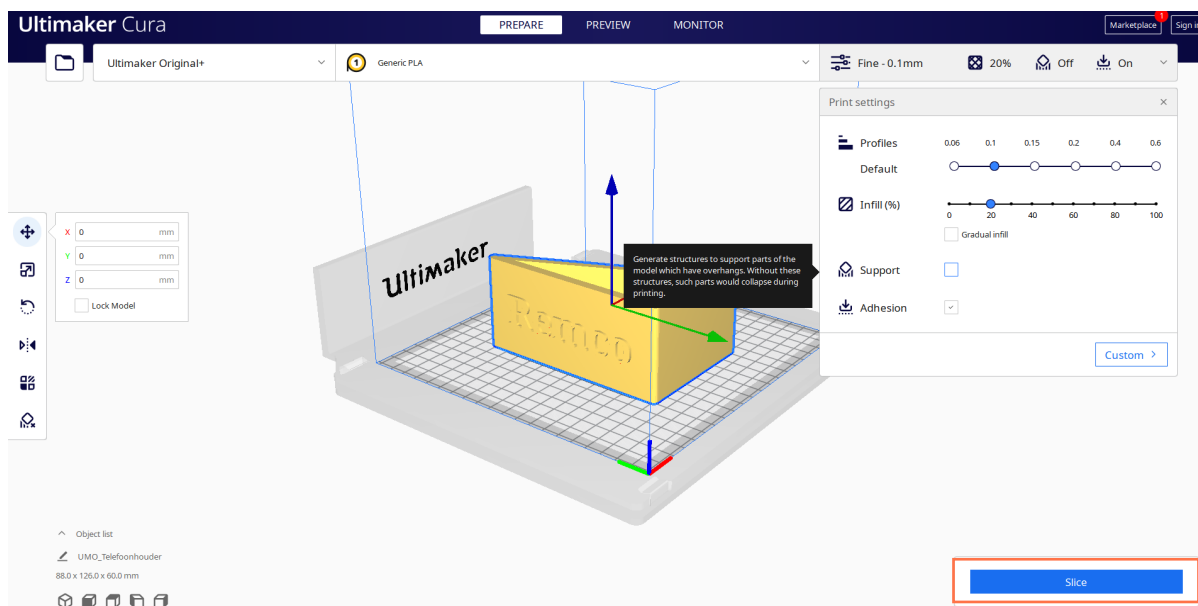 Ultimaker Cura
PREPARE PREVIEW MONITOR
Marketplace 1 Sign in
Ultimaker Original+
1 Generic PLA
Fine - 0.1mm 20% Off On
Print settings
Profiles 0.06 0.1 0.15 0.2 0.4 0.6
Default
Infill (%)
0 20 40 60 80 100
Gradual infill
Support
Adhesion
Custom
X 0 mm
Y 0 mm
Z 0 mm
Lock Model
Ultimaker
Remco
Generate structures to support parts of the
model which have overhangs. Without these
structures, such parts would collapse during
printing.
Object list
UMO_Telefoonhouder
88.0 x 126.0 x 60.0 mm
Slice